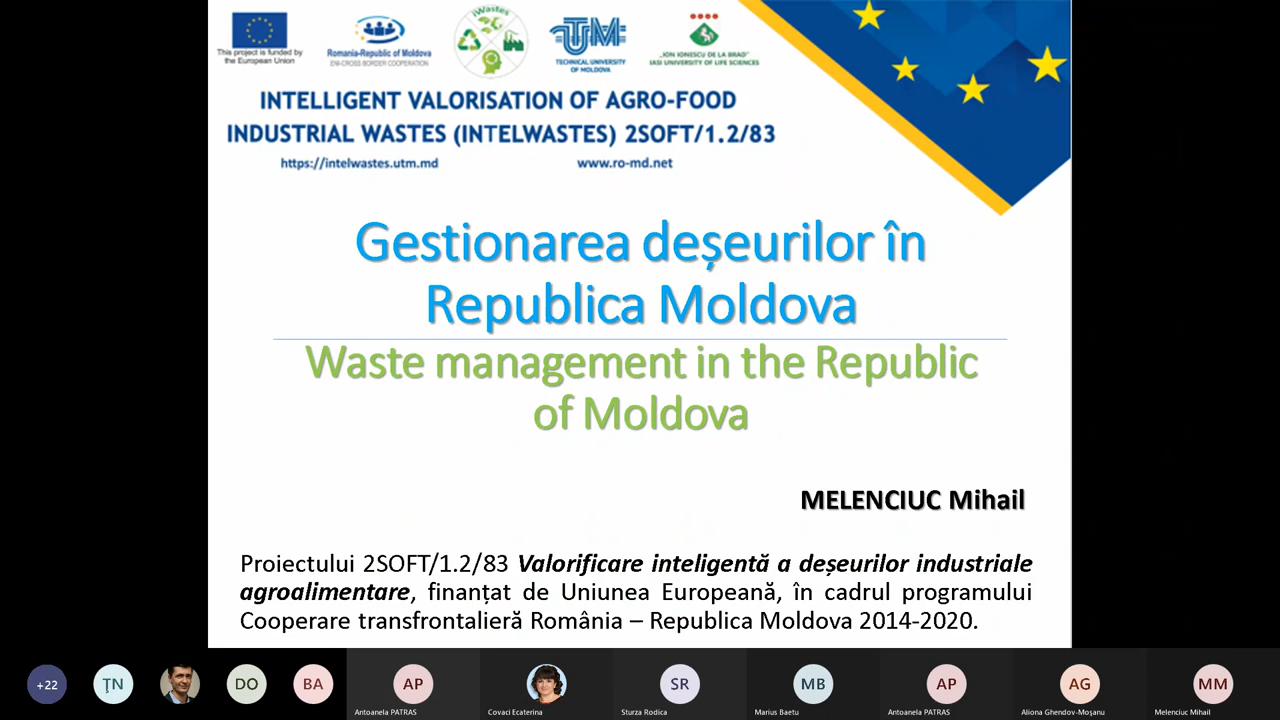 This project is funded by
the European Union
Romania-Republic of Moldova
ENI-CROSS BORDER COOPERATION
iWastes
UTM
TECHNICAL UNIVERSITY
OF MOLDOVA
„ION IONESCU DE LA BRAD”
IASI UNIVERSITY OF LIFE SCIENCES
INTELLIGENT VALORISATION OF AGRO-FOOD
INDUSTRIAL WASTES (INTELWASTES) 2SOFT/1.2/83
https://intelwastes.utm.md
www.ro-md.net
Gestionarea deșeurilor în
Republica Moldova
Waste management in the Republic
of Moldova
MELENCIUC Mihail
Proiectului 2SOFT/1.2/83 Valorificare inteligentă a deșeurilor industriale
agroalimentare, finanțat de Uniunea Europeană, în cadrul programului
Cooperare transfrontalieră România – Republica Moldova 2014-2020.
+22
ŢN
DO
BA
AP
Antoanela PATRAS
Covaci Ecaterina
SR
Sturza Rodica
MB
Marius Baetu
AP
Antoanela PATRAS
AG
Aliona Ghendov-Moşanu
MM
Melenciuc Mihail